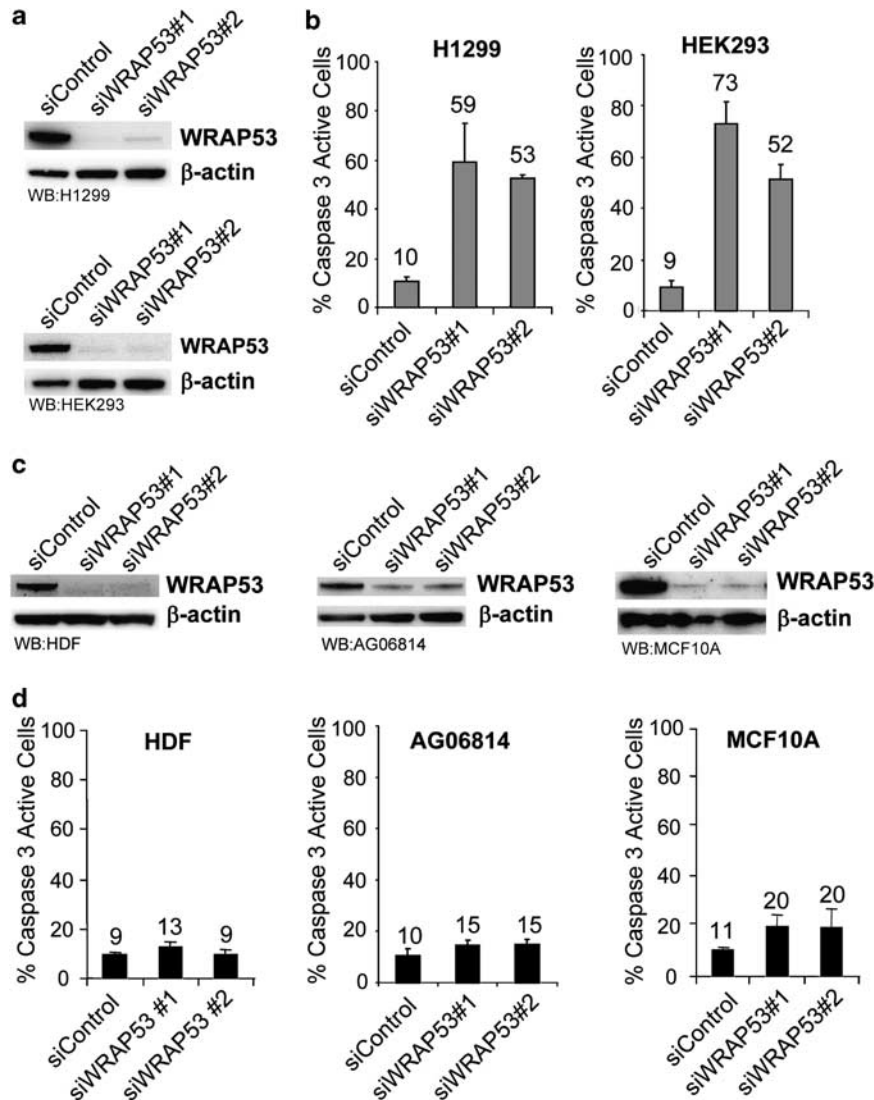 a
siControl
siWRAP53#1
siWRAP53#2
WRAP53
β-actin
WB:H1299
siControl
siWRAP53#1
siWRAP53#2
WRAP53
β-actin
WB:HEK293
b
H1299
% Caspase 3 Active Cells
100
80
60
40
20
0
10
59
53
siControl
siWRAP53#1
siWRAP53#2
HEK293
% Caspase 3 Active Cells
100
80
60
40
20
0
9
73
52
siControl
siWRAP53#1
siWRAP53#2
c
siControl
siWRAP53#1
siWRAP53#2
WRAP53
β-actin
WB:HDF
siControl
siWRAP53#1
siWRAP53#2
WRAP53
β-actin
WB:AG06814
siControl
siWRAP53#1
siWRAP53#2
WRAP53
β-actin
WB:MCF10A
d
HDF
% Caspase 3 Active Cells
100
80
60
40
20
0
9
13
9
siControl
siWRAP53 #1
siWRAP53 #2
AG06814
% Caspase 3 Active Cells
100
80
60
40
20
0
10
15
15
siControl
siWRAP53#1
siWRAP53#2
MCF10A
% Caspase 3 Active Cells
100
80
60
40
20
0
11
20
20
siControl
siWRAP53#1
siWRAP53#2